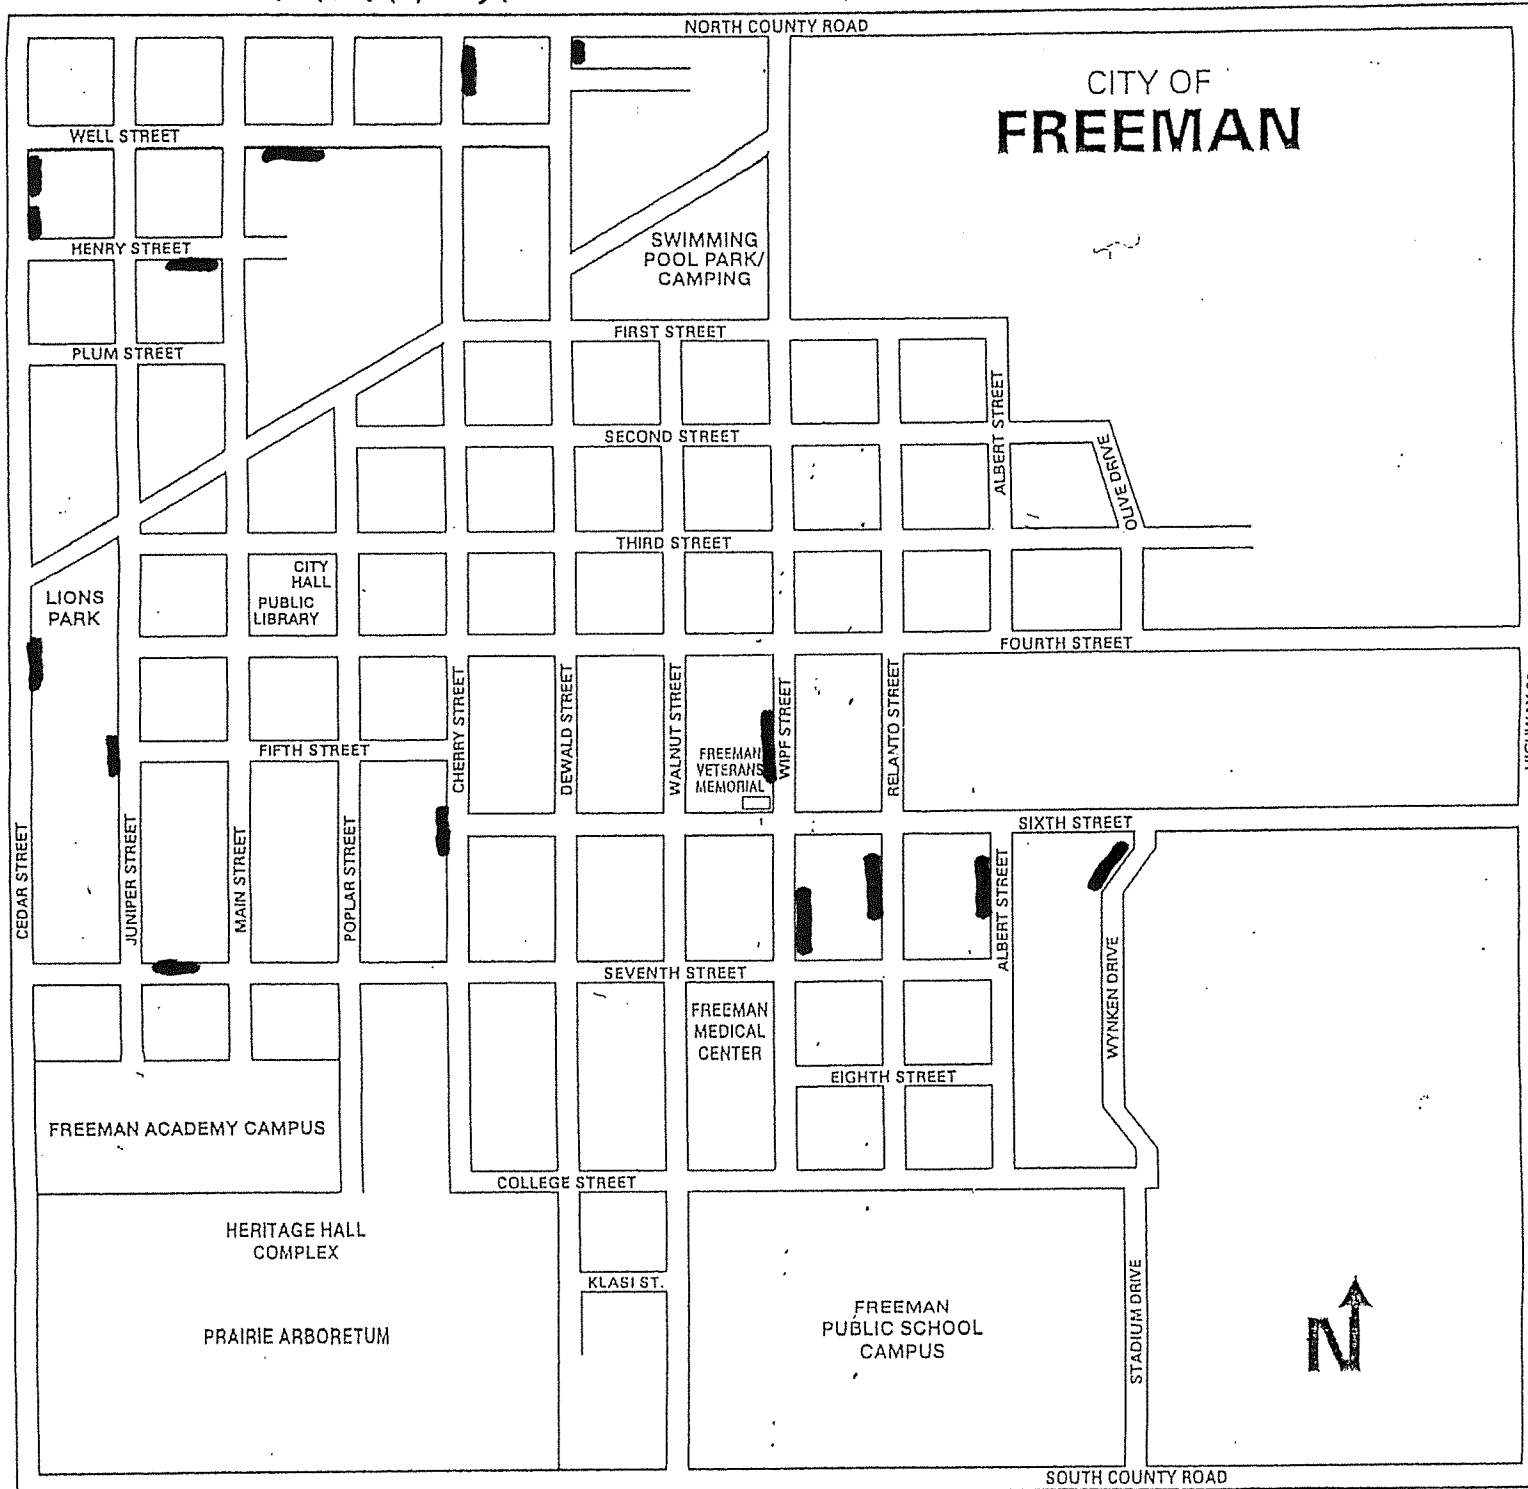 NORTH COUNTY ROAD
CITY OF
FREEMAN
WELL STREET
HENRY STREET
SWIMMING
POOL PARK/
CAMPING
FIRST STREET
PLUM STREET
ALBERT STREET
SECOND STREET
OLIVE DRIVE
THIRD STREET
CITY
HALL
PUBLIC
LIBRARY
LIONS
PARK
FOURTH STREET
CHERRY STREET
DEWALD STREET
WALNUT STREET
WIPF STREET
RELANTO STREET
FIFTH STREET
FREEMAN
VETERANS
MEMORIAL
SIXTH STREET
CEDAR STREET
JUNIPER STREET
MAIN STREET
POPLAR STREET
ALBERT STREET
WYNKEN DRIVE
SEVENTH STREET
FREEMAN
MEDICAL
CENTER
EIGHTH STREET
FREEMAN ACADEMY CAMPUS
COLLEGE STREET
HERITAGE HALL
COMPLEX
KLASI ST.
PRAIRIE ARBORETUM
FREEMAN
PUBLIC SCHOOL
CAMPUS
STADIUM DRIVE
N
SOUTH COUNTY ROAD